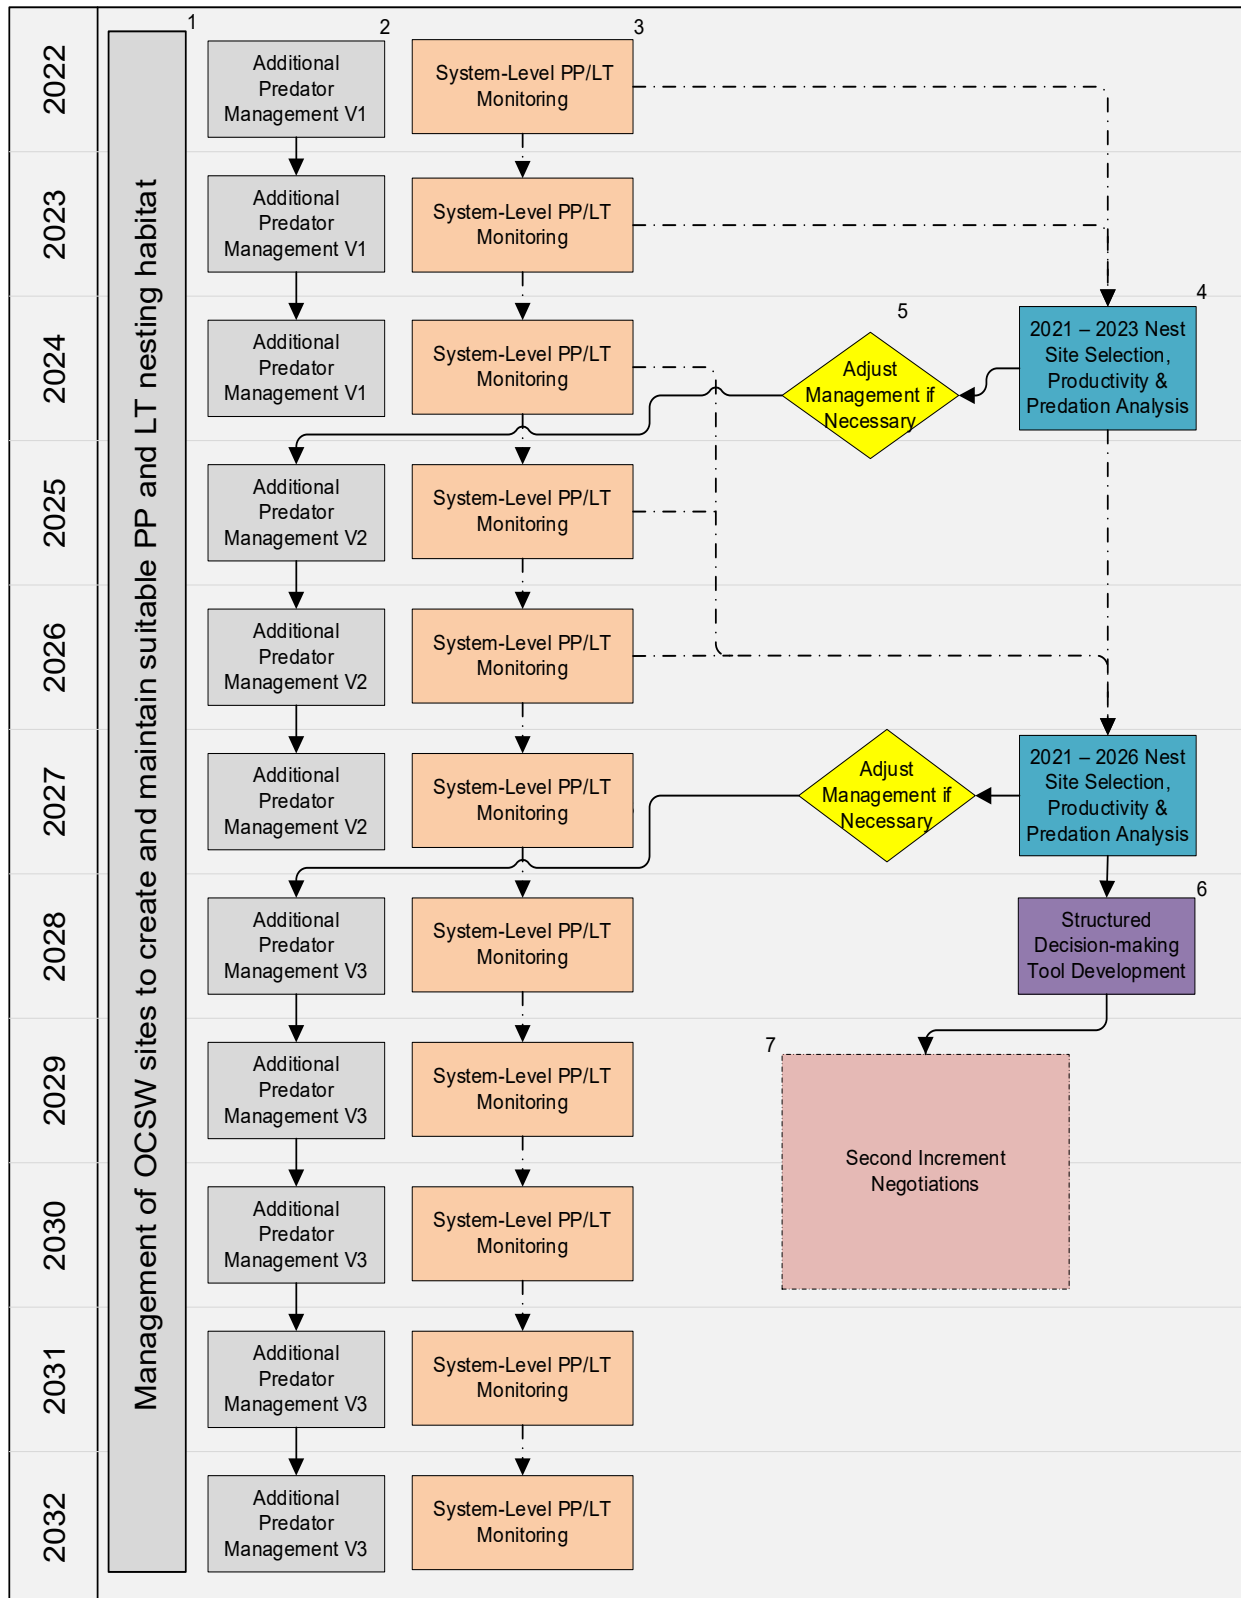 1
2
3
Management of OCSW sites to create and maintain suitable PP and LT nesting habitat
2022
Additional
Predator
Management V1
System-Level PP/LT
Monitoring
2023
Additional
Predator
Management V1
System-Level PP/LT
Monitoring
2024
Additional
Predator
Management V1
System-Level PP/LT
Monitoring
5
Adjust
Management if
Necessary
4
2021 – 2023 Nest
Site Selection,
Productivity &
Predation Analysis
2025
Additional
Predator
Management V2
System-Level PP/LT
Monitoring
2026
Additional
Predator
Management V2
System-Level PP/LT
Monitoring
2027
Additional
Predator
Management V2
System-Level PP/LT
Monitoring
Adjust
Management if
Necessary
2021 – 2026 Nest
Site Selection,
Productivity &
Predation Analysis
2028
Additional
Predator
Management V3
System-Level PP/LT
Monitoring
6
Structured
Decision-making
Tool Development
2029
Additional
Predator
Management V3
System-Level PP/LT
Monitoring
7
Second Increment
Negotiations
2030
Additional
Predator
Management V3
System-Level PP/LT
Monitoring
2031
Additional
Predator
Management V3
System-Level PP/LT
Monitoring
2032
Additional
Predator
Management V3
System-Level PP/LT
Monitoring